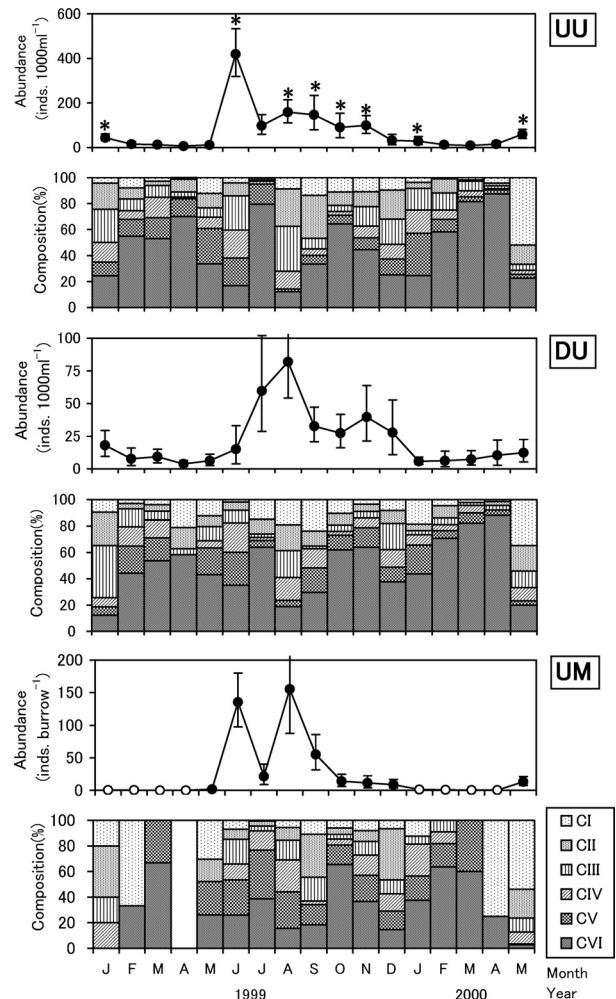 UU
Abundance
(inds. 1000ml⁻¹)
600
400
200
0
* * * * * * * *
Composition(%)
100
80
60
40
20
0
DU
Abundance
(inds. 1000ml⁻¹)
100
75
50
25
0
Composition(%)
100
80
60
40
20
0
UM
Abundance
(inds. burrow⁻¹)
200
150
100
50
0
Composition(%)
100
80
60
40
20
0
CI
CII
CIII
CIV
CV
CVI
J F M A M J J A S O N D J F M A M Month
1999 2000 Year